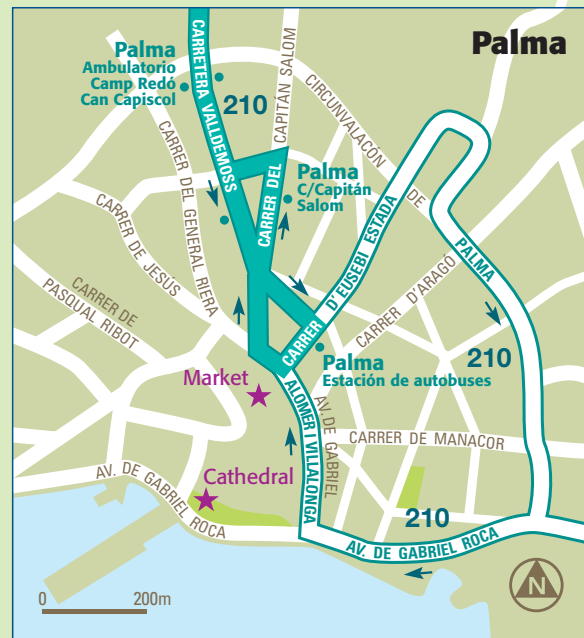 Palma
Palma
Ambulatorio
Camp Redó
Can Capiscol
CARRETERA VALLDEMOSS
210
CAPITÁN SALOM
CIRCUNVALACÓN DE
PALMA
CARRER DEL GENERAL RIERA
CARRER DEL
Palma
C/Capitán
Salom
CARRER DE JESÚS
CARRER DE
PASQUAL RIBOT
CARRER D'EUSEBI ESTADA
CARRER D'ARAGÓ
210
Palma
Estación de autobuses
Market
ALOMER I VILLALONGA
AV. DE GABRIEL
CARRER DE MANACOR
Cathedral
AV. DE GABRIEL ROCA
210
AV. DE GABRIEL ROCA
0 200m
N